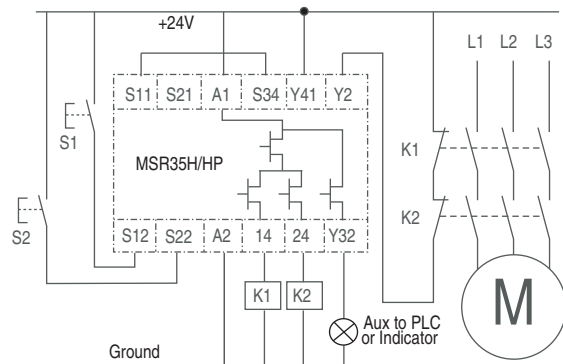 +24V
L1 L2 L3
S11 S21 A1 S34 Y41 Y2
S1
MSR35H/HP
K1
S2
K2
S12 S22 A2 14 24 Y32
K1 K2
M
Aux to PLC
or Indicator
Ground